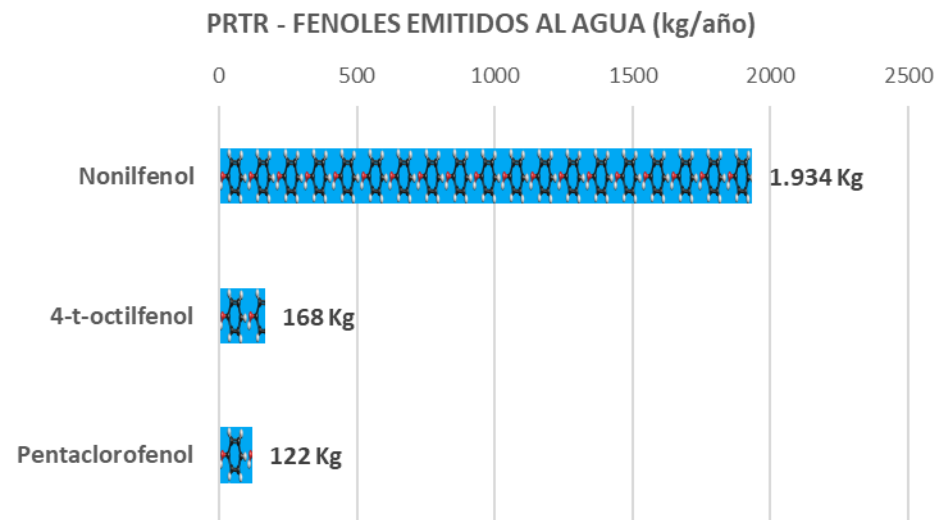 PRTR - FENOLES EMITIDOS AL AGUA (kg/año)
0 500 1000 1500 2000 2500
Nonilfenol 1.934 Kg
4-t-octilfenol 168 Kg
Pentaclorofenol 122 Kg